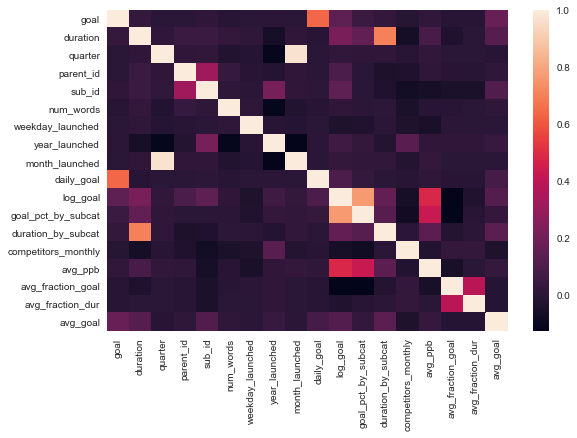 goal
duration
quarter
parent_id
sub_id
num_words
weekday_launched
year_launched
month_launched
daily_goal
log_goal
goal_pct_by_subcat
duration_by_subcat
competitors_monthly
avg_ppb
avg_fraction_goal
avg_fraction_dur
avg_goal
goal
duration
quarter
parent_id
sub_id
num_words
weekday_launched
year_launched
month_launched
daily_goal
log_goal
goal_pct_by_subcat
duration_by_subcat
competitors_monthly
avg_ppb
avg_fraction_goal
avg_fraction_dur
avg_goal
1.0
0.8
0.6
0.4
0.2
0.0